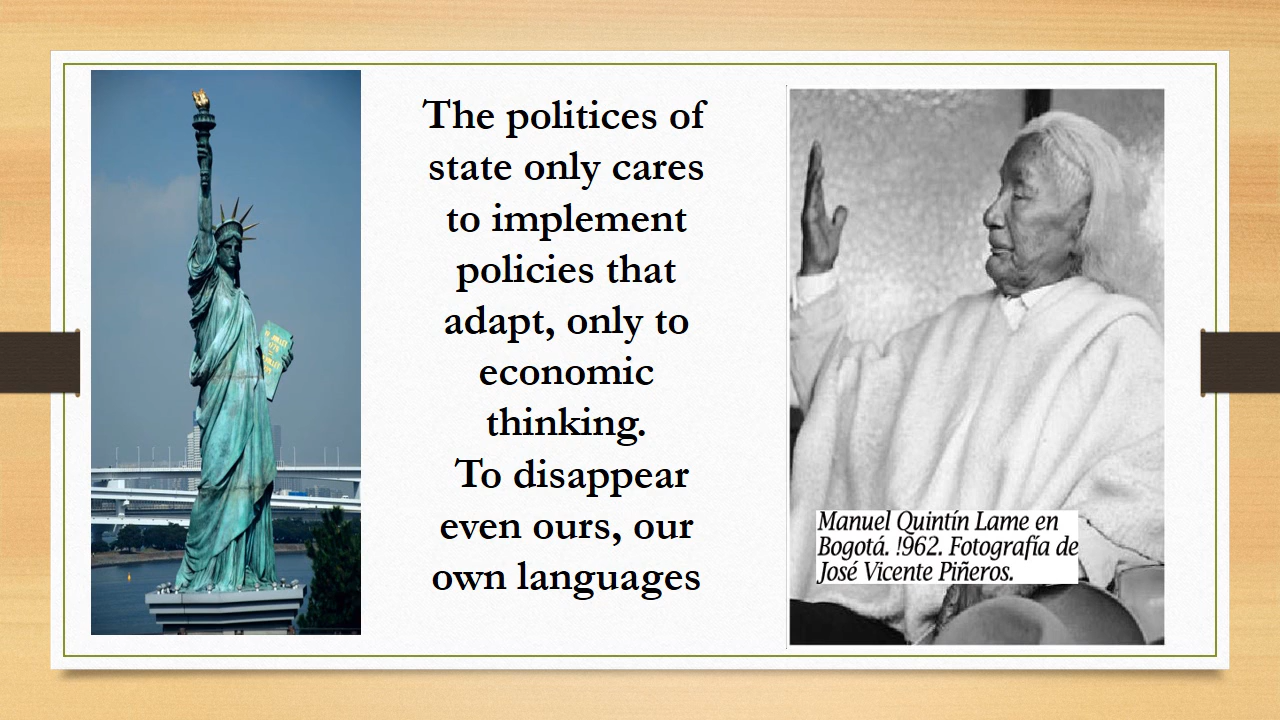 The politices of
state only cares
to implement
policies that
adapt, only to
economic
thinking.
To disappear
even ours, our
own languages
Manuel Quintín Lame en
Bogotá. !962. Fotografía de
José Vicente Piñeros.